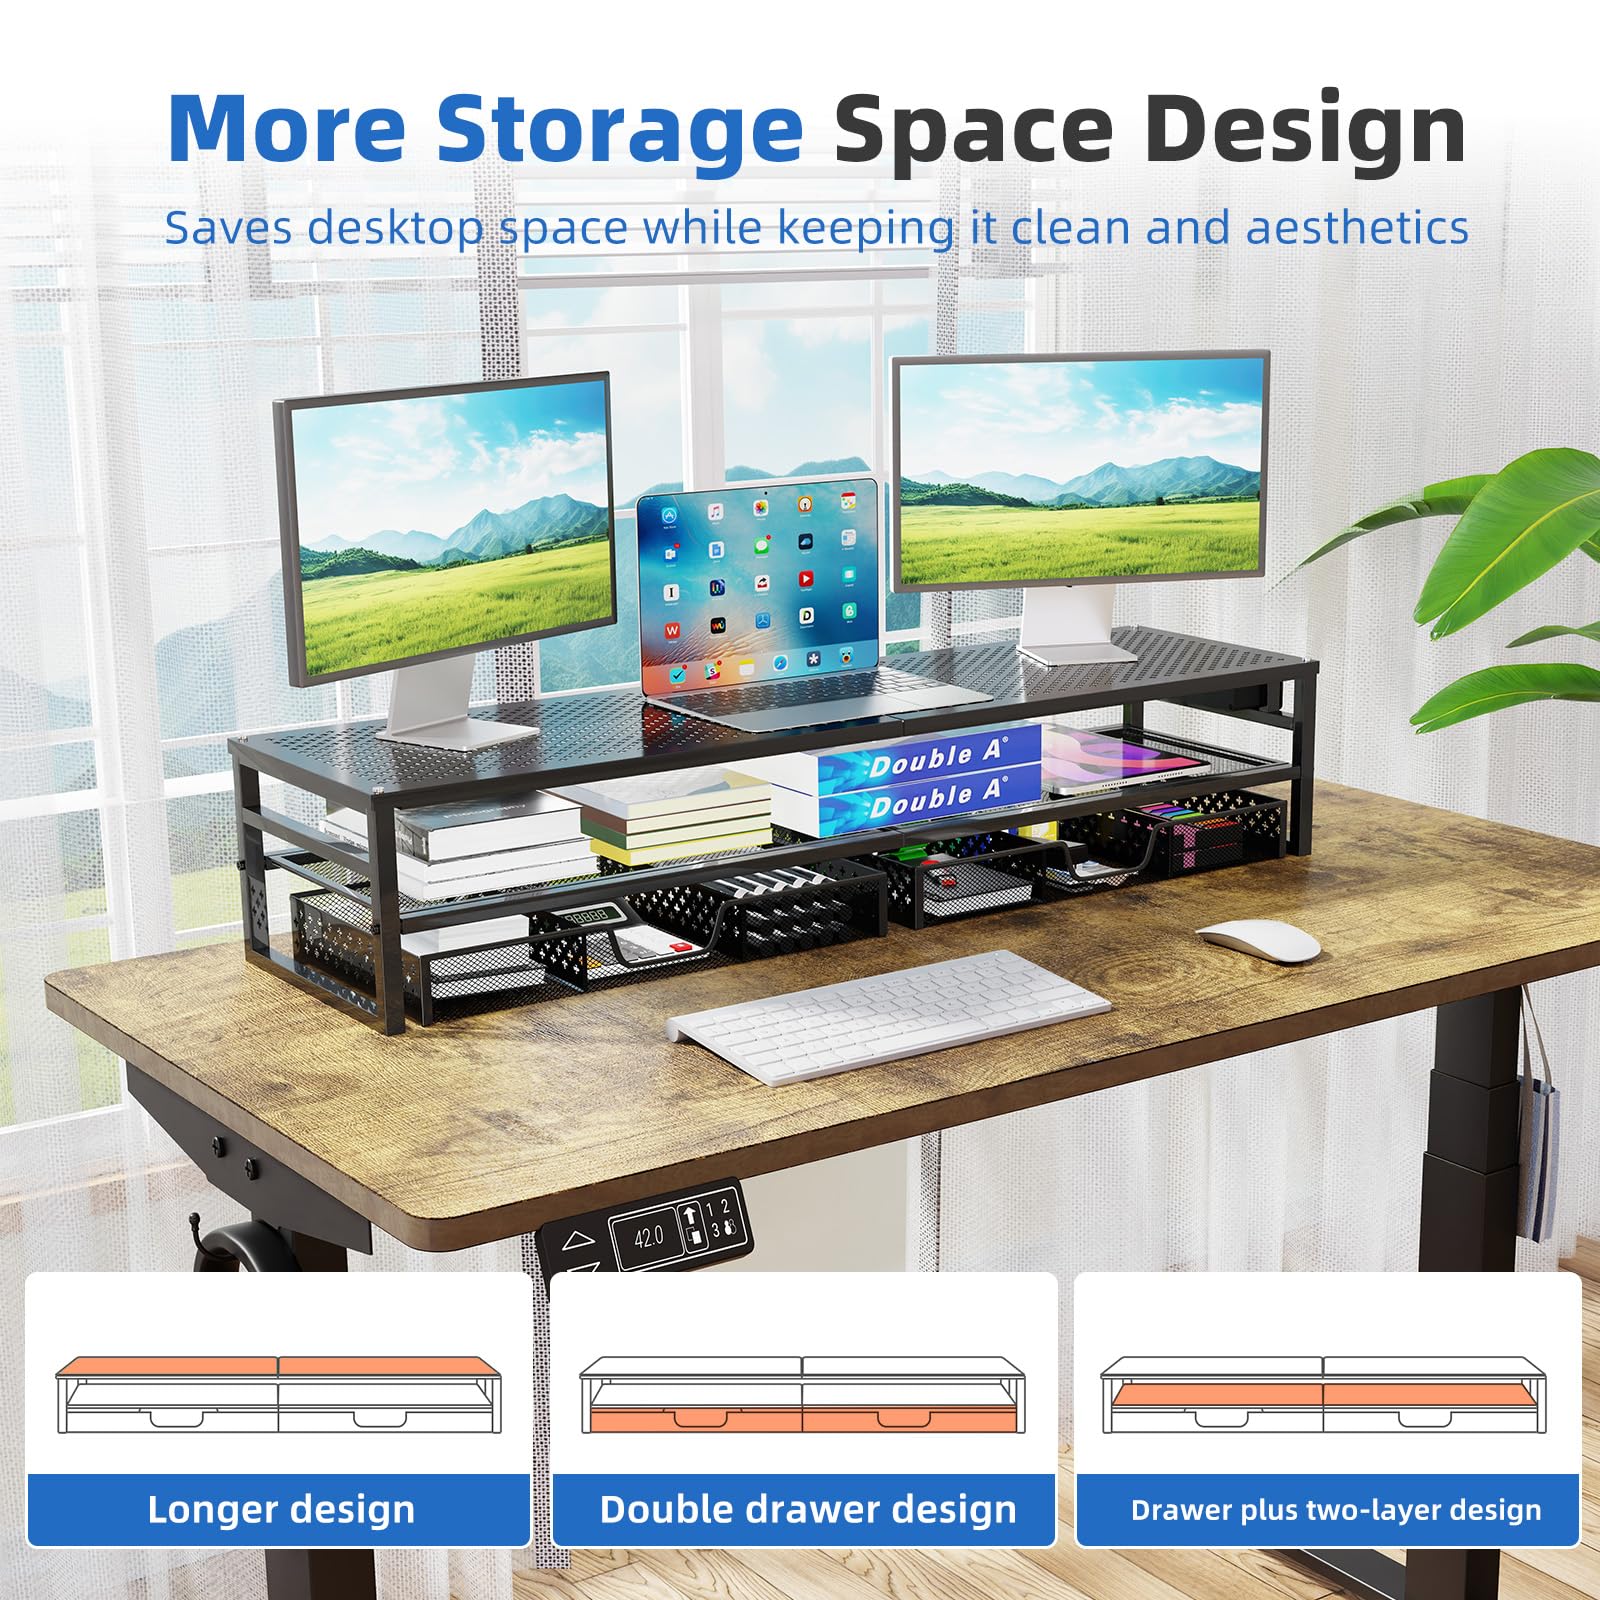 More Storage Space Design
Saves desktop space while keeping it clean and aesthetics
Double A
Double A
42.0
1 2
3
Longer design
Double drawer design
Drawer plus two-layer design